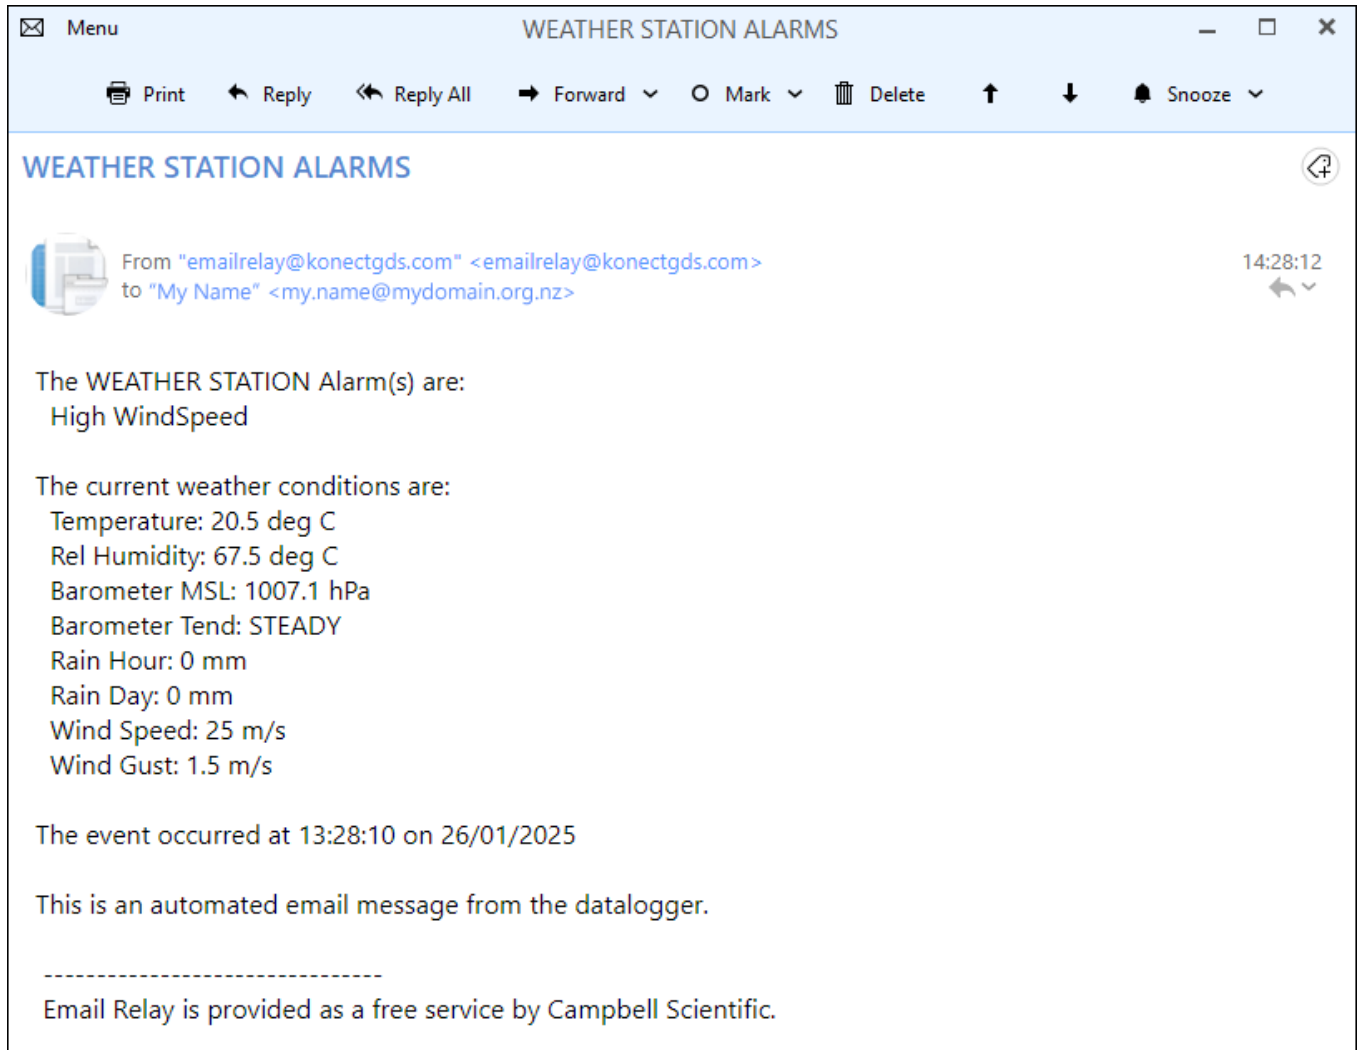 Menu
WEATHER STATION ALARMS
Print Reply Reply All Forward Mark Delete Snooze
WEATHER STATION ALARMS
From "emailrelay@konectgds.com" <emailrelay@konectgds.com>
14:28:12
to "My Name" <my.name@mydomain.org.nz>
The WEATHER STATION Alarm(s) are:
High WindSpeed
The current weather conditions are:
Temperature: 20.5 deg C
Rel Humidity: 67.5 deg C
Barometer MSL: 1007.1 hPa
Barometer Tend: STEADY
Rain Hour: 0 mm
Rain Day: 0 mm
Wind Speed: 25 m/s
Wind Gust: 1.5 m/s
The event occurred at 13:28:10 on 26/01/2025
This is an automated email message from the datalogger.
--------------------------------
Email Relay is provided as a free service by Campbell Scientific.